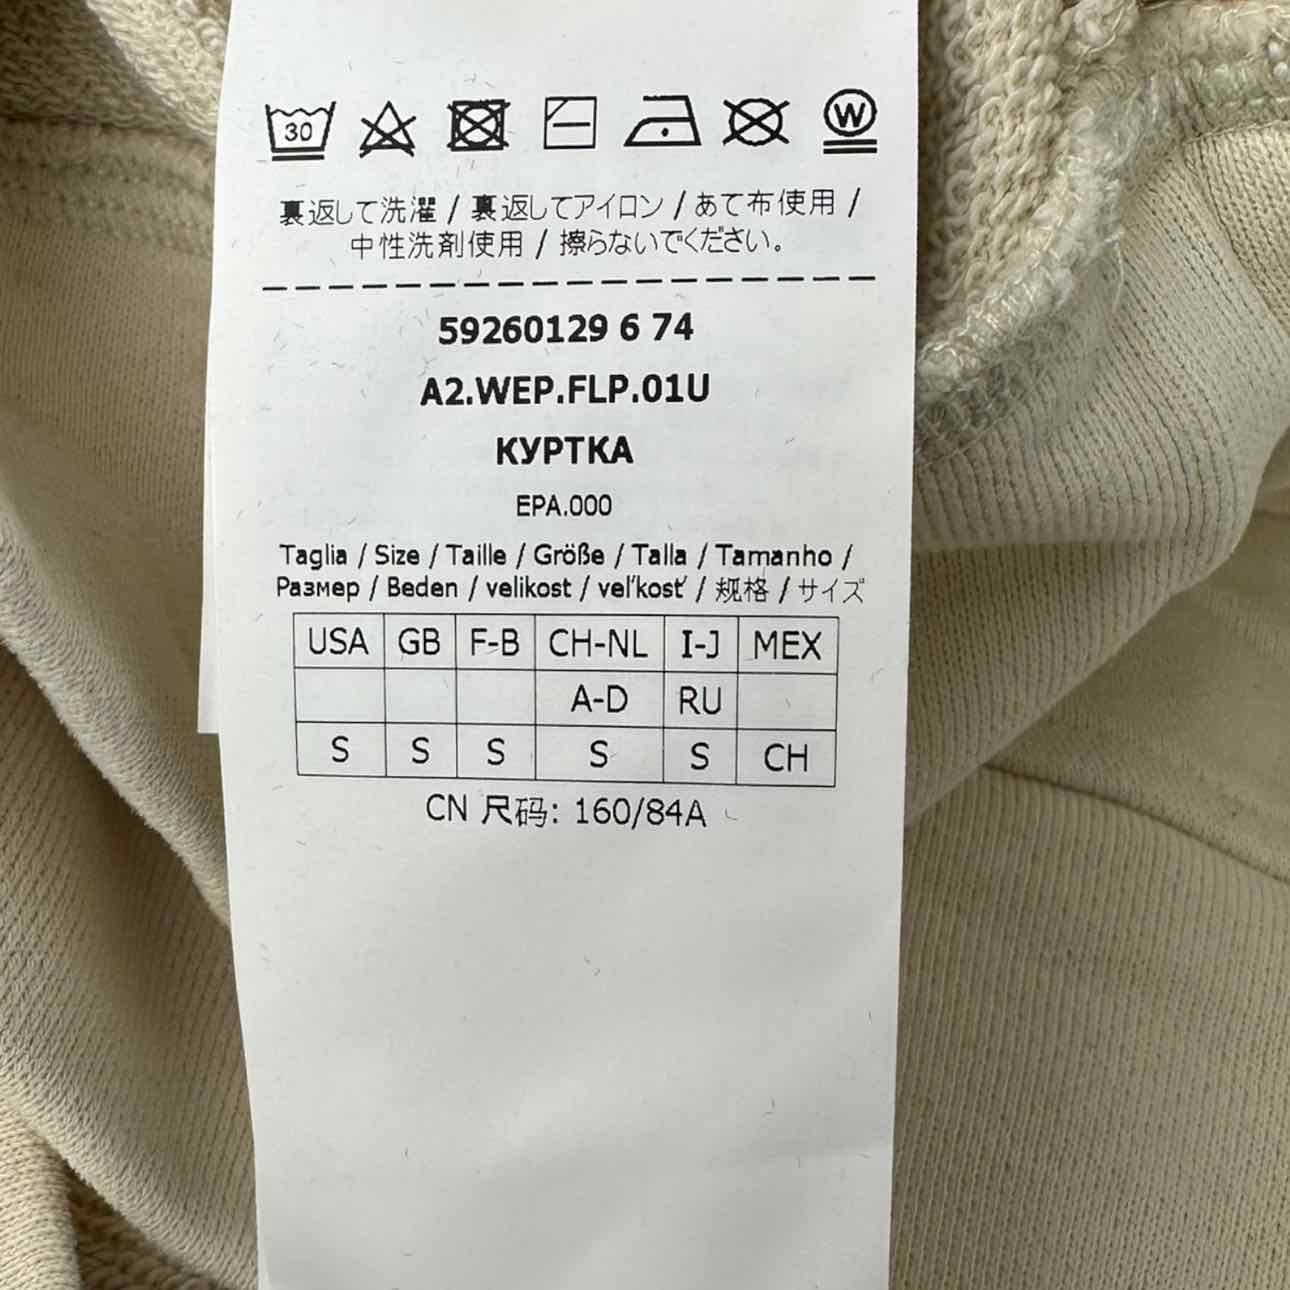 30 W
裏返して洗濯 / 裏返してアイロン / あて布使用 /
中性洗剤使用 / 擦らないでください。
59260129 6 74
A2.WEP.FLP.01U
КУРТКА
EPA.000
Taglia / Size / Taille / Größe / Talla / Tamanho /
Размер / Beden / velikost / vel'kosť / 规格 / サイズ
USA GB F-B CH-NL I-J MEX
A-D RU
S S S S S CH
CN 尺码: 160/84A